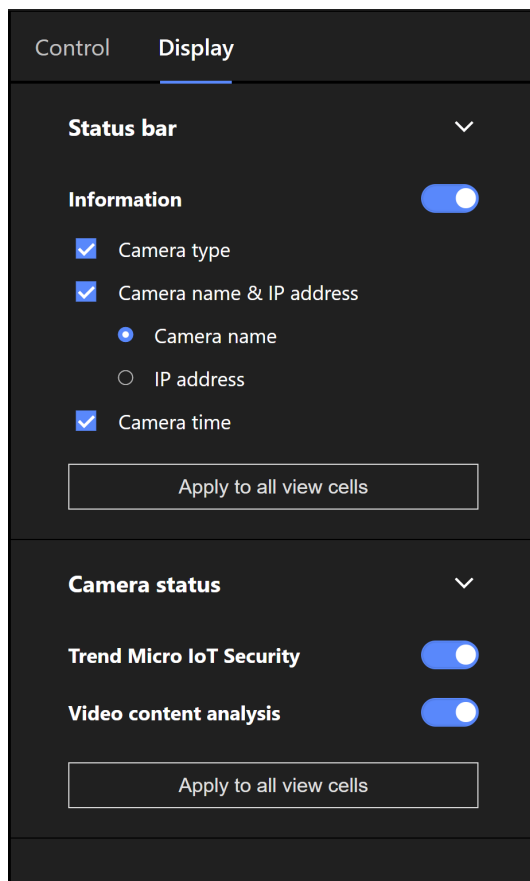 Control Display
Status bar
Information
Camera type
Camera name & IP address
Camera name
IP address
Camera time
Apply to all view cells
Camera status
Trend Micro IoT Security
Video content analysis
Apply to all view cells